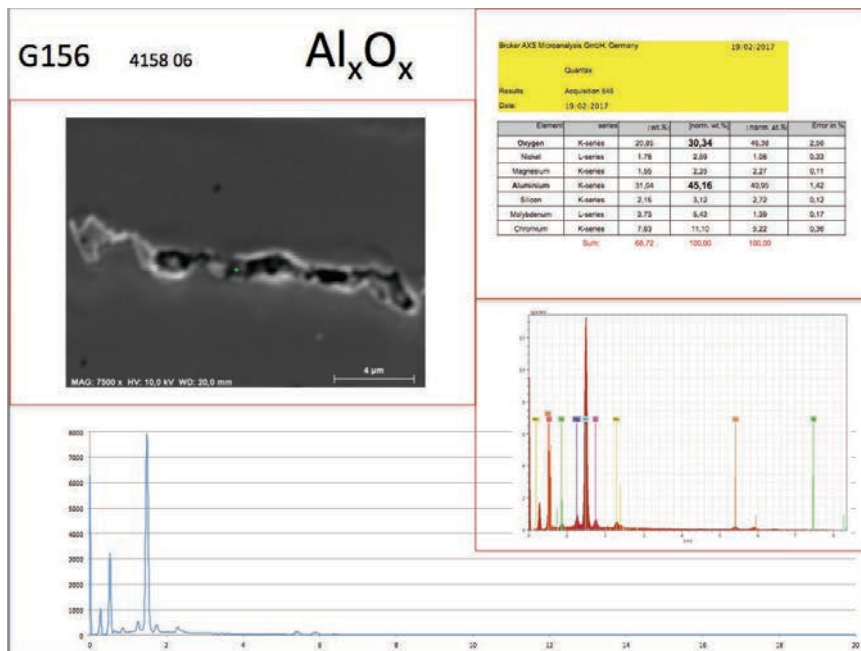 G156 4158 06 AlxOx
Bruker AXS Microanalysis GmbH, Germany 19/02/2017
Quantax
Results Acquisition 646
Date: 19.02.2017
Element series [wt.%] [norm. wt.%] [norm. at.%] Error in %
Oxygen K-series 20,85 30,34 46,38 2,56
Nickel L-series 1,78 2,59 1,08 0,33
Magnesium K-series 1,55 2,25 2,27 0,11
Aluminium K-series 31,04 45,16 40,95 1,42
Silicon K-series 2,15 3,12 2,72 0,12
Molybdenum L-series 3,73 5,42 1,39 0,17
Chromium K-series 7,63 11,10 5,22 0,36
Sum: 68,72 100,00 100,00
MAG: 7500 x HV: 10,0 kV WD: 20,0 mm
4 µm
8000
7000
6000
5000
4000
3000
2000
1000
0
0 2 4 6 8 10 12 14 16 18 20